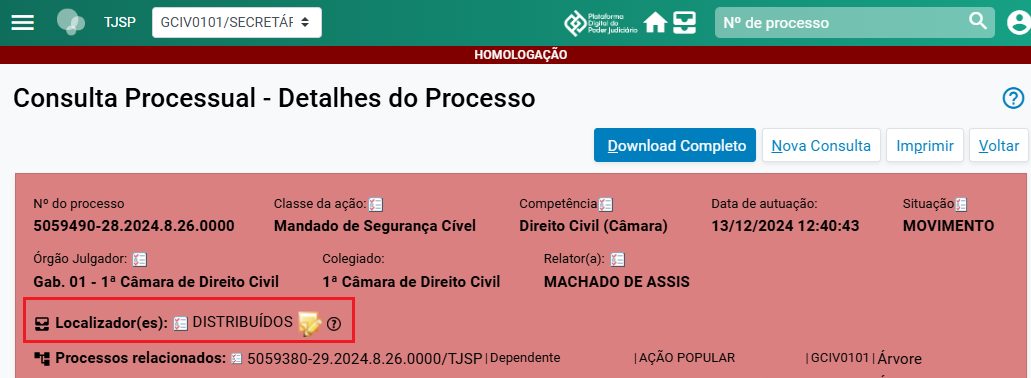 TJSP GCIV0101/SECRETÁR Plataforma Digital do Poder Judiciário Nº de processo
HOMOLOGAÇÃO
Consulta Processual - Detalhes do Processo
Download Completo Nova Consulta Imprimir Voltar
Nº do processo Classe da ação: Competência Data de autuação: Situação
5059490-28.2024.8.26.0000 Mandado de Segurança Cível Direito Civil (Câmara) 13/12/2024 12:40:43 MOVIMENTO
Órgão Julgador: Colegiado: Relator(a):
Gab. 01 - 1ª Câmara de Direito Civil 1ª Câmara de Direito Civil MACHADO DE ASSIS
Localizador(es): DISTRIBUÍDOS
Processos relacionados: 5059380-29.2024.8.26.0000/TJSP | Dependente | AÇÃO POPULAR | GCIV0101 | Árvore